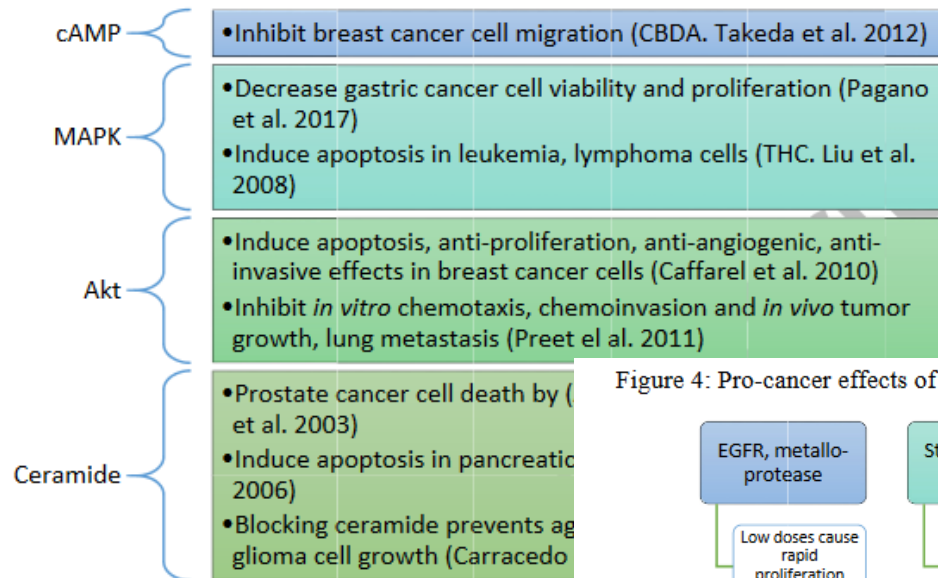 cAMP
•Inhibit breast cancer cell migration (CBDA. Takeda et al. 2012)
MAPK
•Decrease gastric cancer cell viability and proliferation (Pagano
et al. 2017)
•Induce apoptosis in leukemia, lymphoma cells (THC. Liu et al.
2008)
Akt
•Induce apoptosis, anti-proliferation, anti-angiogenic, anti-
invasive effects in breast cancer cells (Caffarel et al. 2010)
•Inhibit in vitro chemotaxis, chemoinvasion and in vivo tumor
growth, lung metastasis (Preet el al. 2011)
Ceramide
•Prostate cancer cell death by (
et al. 2003)
•Induce apoptosis in pancreatic
2006)
•Blocking ceramide prevents ag
glioma cell growth (Carracedo
Figure 4: Pro-cancer effects of
EGFR, metallo-
protease
St
Low doses cause
rapid
proliferation